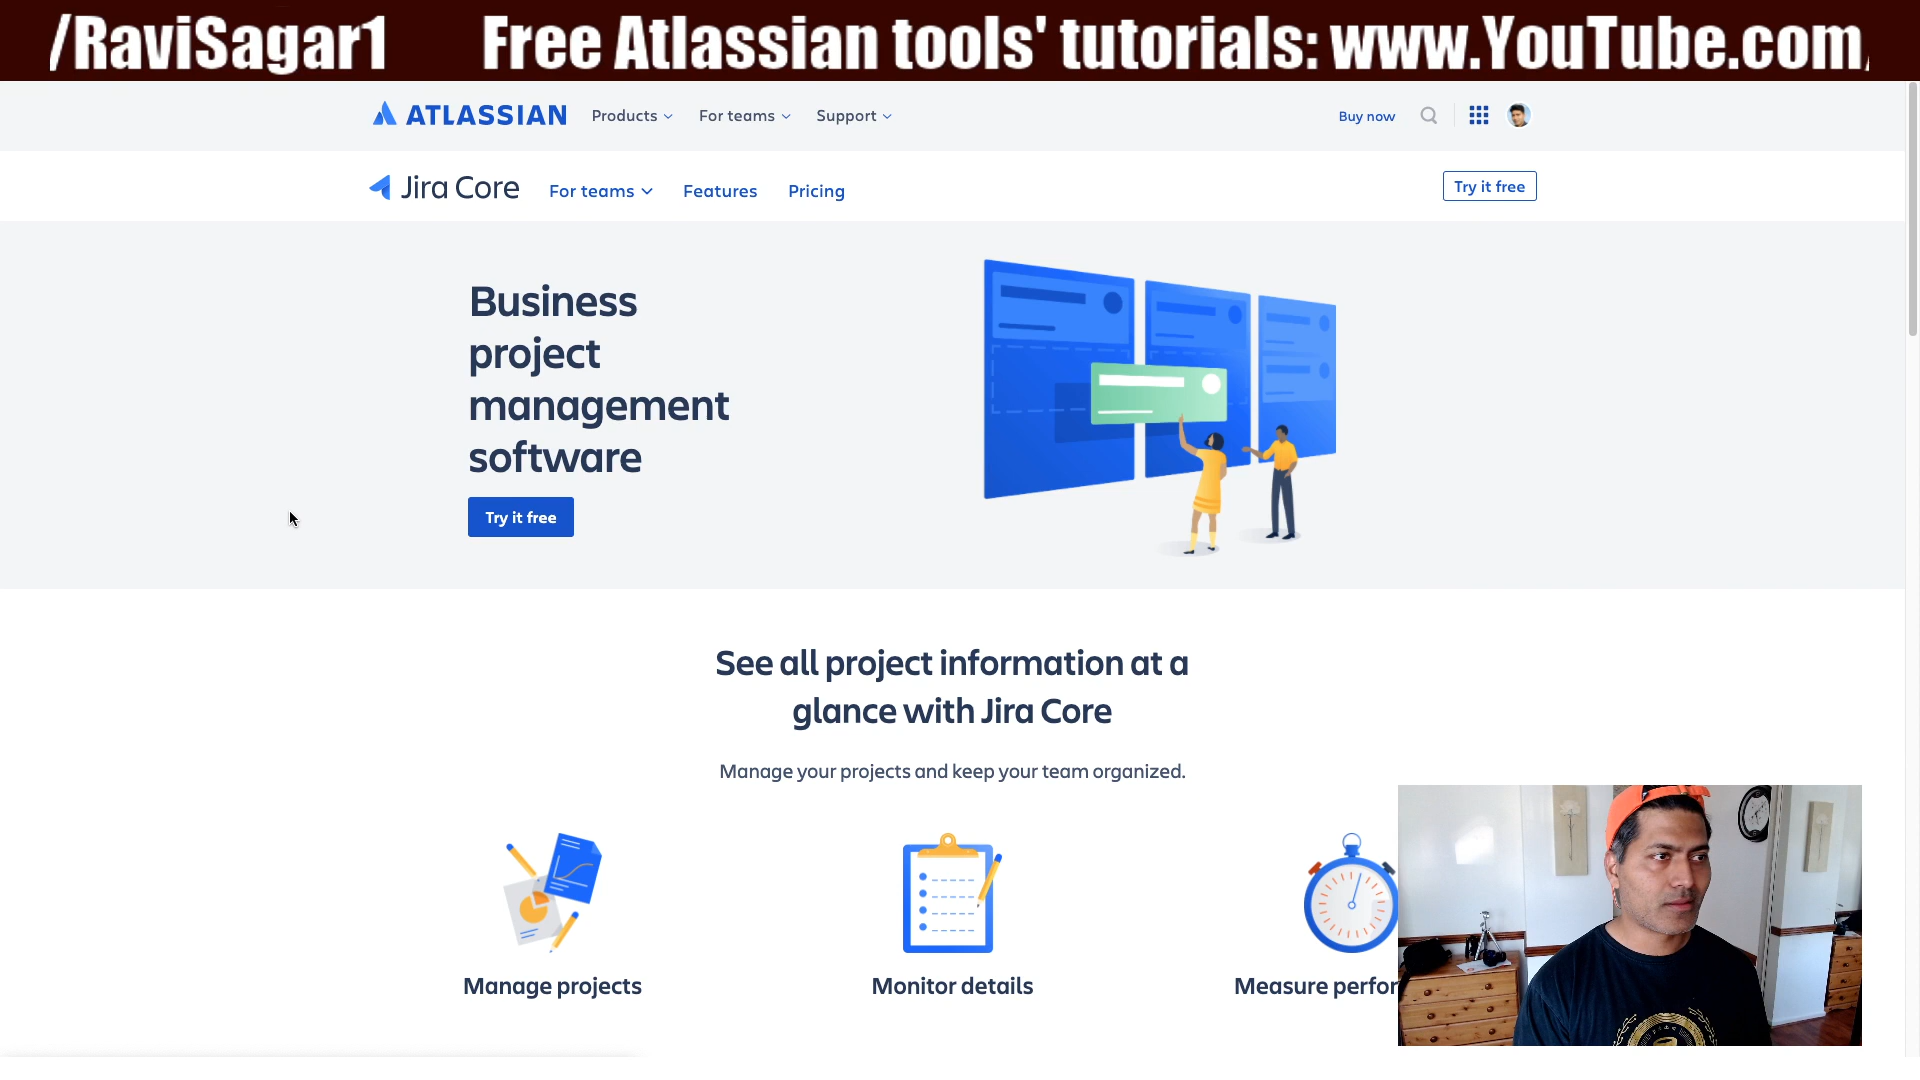 /RaviSagar1 Free Atlassian tools' tutorials: www.YouTube.com/
ATLASSIAN Products For teams Support Buy now
Jira Core For teams Features Pricing Try it free
Business
project
management
software
Try it free
See all project information at a
glance with Jira Core
Manage your projects and keep your team organized.
Manage projects Monitor details Measure perfor